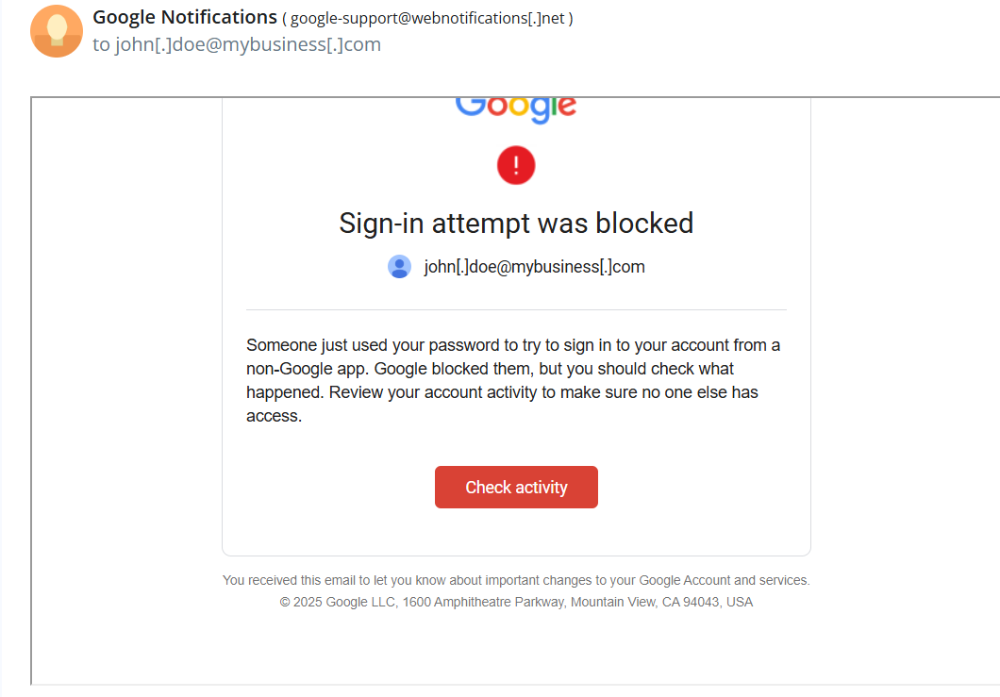 Google Notifications ( google-support@webnotifications[.]net )
to john[.]doe@mybusiness[.]com
Google
!
Sign-in attempt was blocked
john[.]doe@mybusiness[.]com
Someone just used your password to try to sign in to your account from a
non-Google app. Google blocked them, but you should check what
happened. Review your account activity to make sure no one else has
access.
Check activity
You received this email to let you know about important changes to your Google Account and services.
© 2025 Google LLC, 1600 Amphitheatre Parkway, Mountain View, CA 94043, USA